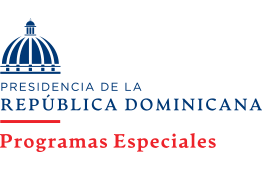 PRESIDENCIA DE LA
REPÚBLICA DOMINICANA
Programas Especiales